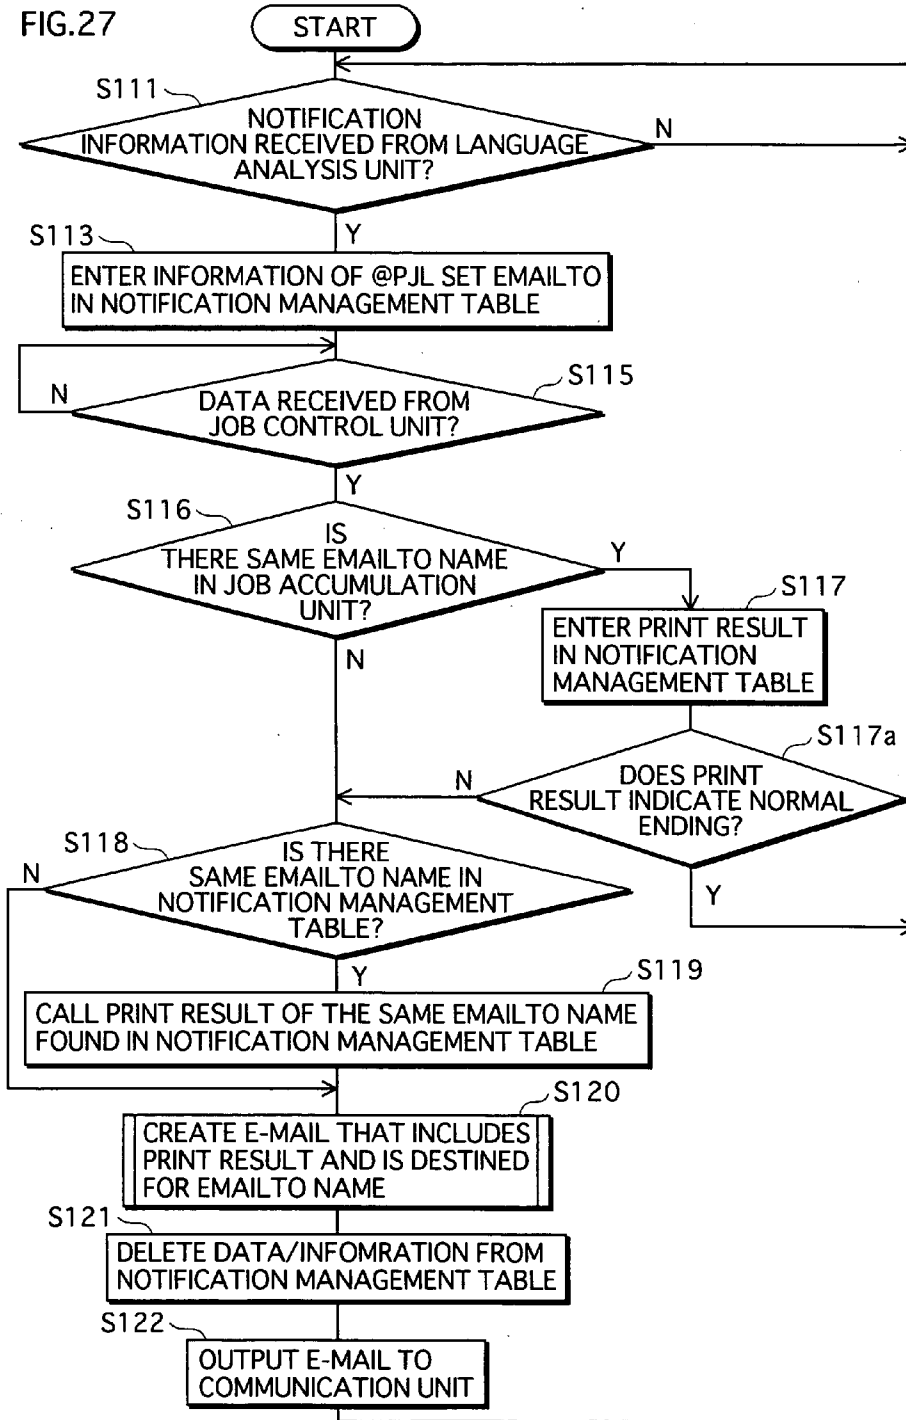 FIG.27
START
S111
NOTIFICATION
INFORMATION RECEIVED FROM LANGUAGE
ANALYSIS UNIT?
N
Y
S113
ENTER INFORMATION OF @PJL SET EMAILTO
IN NOTIFICATION MANAGEMENT TABLE
N
S115
DATA RECEIVED FROM
JOB CONTROL UNIT?
Y
S116
IS
THERE SAME EMAILTO NAME
IN JOB ACCUMULATION
UNIT?
Y
N
S117
ENTER PRINT RESULT
IN NOTIFICATION
MANAGEMENT TABLE
S117a
DOES PRINT
RESULT INDICATE NORMAL
ENDING?
N
Y
S118
N
IS THERE
SAME EMAILTO NAME IN
NOTIFICATION MANAGEMENT
TABLE?
Y
S119
CALL PRINT RESULT OF THE SAME EMAILTO NAME
FOUND IN NOTIFICATION MANAGEMENT TABLE
S120
CREATE E-MAIL THAT INCLUDES
PRINT RESULT AND IS DESTINED
FOR EMAILTO NAME
S121
DELETE DATA/INFOMRATION FROM
NOTIFICATION MANAGEMENT TABLE
S122
OUTPUT E-MAIL TO
COMMUNICATION UNIT